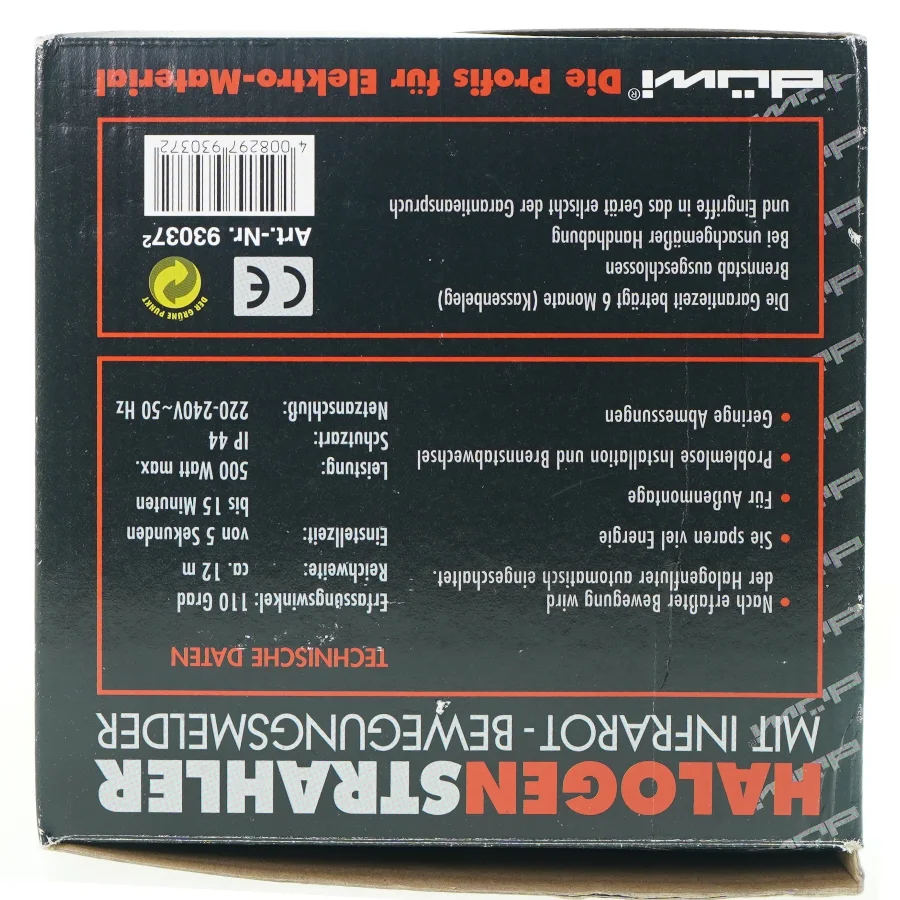 HALOGENSTRAHLER
MIT INFRAROT - BEWEGUNGSMELDER
• Nach erfaßter Bewegung wird
der Halogenfluter automatisch eingeschaltet.
• Sie sparen viel Energie
• Für Außenmontage
• Problemlose Installation und Brennstabwechsel
• Geringe Abmessungen
TECHNISCHE DATEN
Erfassüngswinkel: 110 Grad
Reichweite: ca. 12 m
Einstellzeit: von 5 Sekunden
bis 15 Minuten
Leistung: 500 Watt max.
Schutzart: IP 44
Netzanschluß: 220-240V~50 Hz
Die Garantiezeit beträgt 6 Monate (Kassenbeleg)
Brennstab ausgeschlossen
Bei unsachgemäßer Handhabung
und Eingriffe in das Gerät erlischt der Garantieanspruch
CE
DER GRÜNE PUNKT
Art.-Nr. 93037²
4 008297 930372
düwi® Die Profis für Elektro-Material